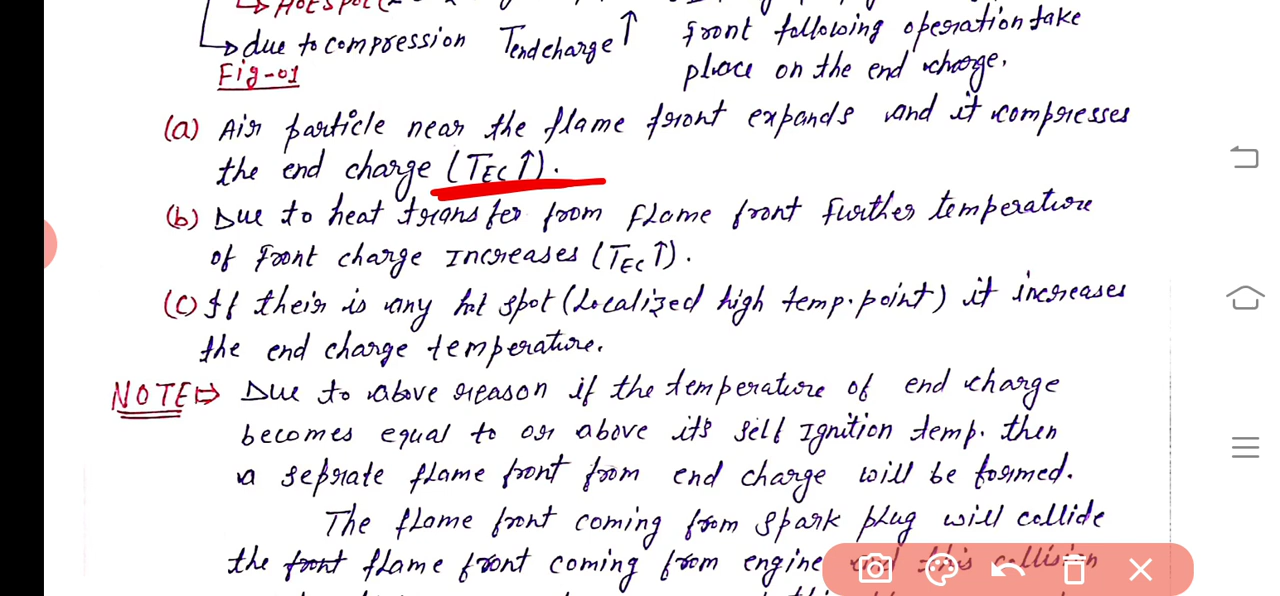 ↳ HotSpot
↳ due to compression Tendcharge ↑
Fig-01
front following operation take
place on the end charge.
(a) Air particle near the flame front expands and it compresses
the end charge (TEC↑).
(b) Due to heat transfer from flame front further temperature
of front charge Increases (TEC↑).
(c) If their is any hot spot (Localized high temp. point) it increases
the end charge temperature.
NOTE⇒ Due to above reason if the temperature of end charge
becomes equal to or above its self Ignition temp. then
a seprate flame front from end charge will be formed.
The flame front coming from spark plug will collide
the front flame front coming from engine and this collision